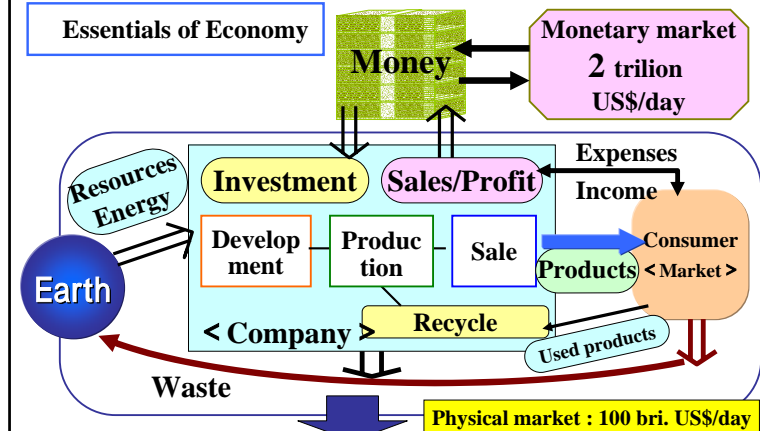 Essentials of Economy
Money
Monetary market
2 trilion
US$/day
Resources
Energy
Investment
Sales/Profit
Expenses
Income
Develop
ment
Produc
tion
Sale
Products
Consumer
< Market >
Earth
< Company >
Recycle
Used products
Waste
Physical market : 100 bri. US$/day